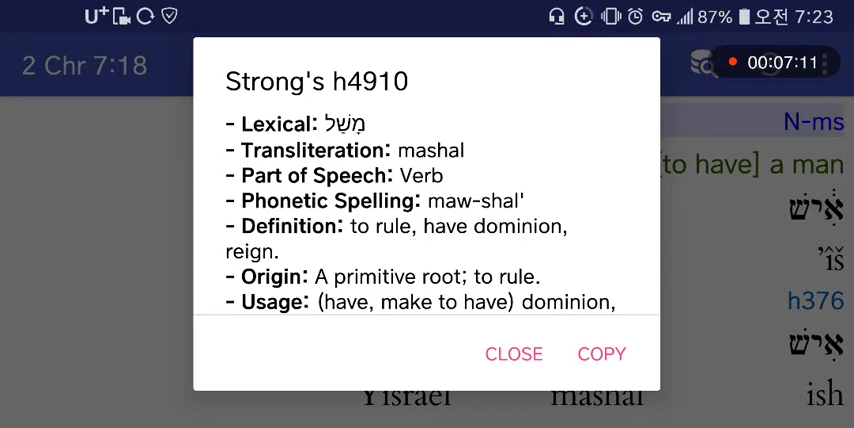 U+ 87% 오전 7:23
2 Chr 7:18
00:07:11
Strong's h4910
- Lexical: מָשַׁל
- Transliteration: mashal
- Part of Speech: Verb
- Phonetic Spelling: maw-shal'
- Definition: to rule, have dominion,
reign.
- Origin: A primitive root; to rule.
- Usage: (have, make to have) dominion,
CLOSE COPY
N-ms
[to have] a man
אִ֔ישׁ
h376
אִישׁ
Yisrael mashal ish